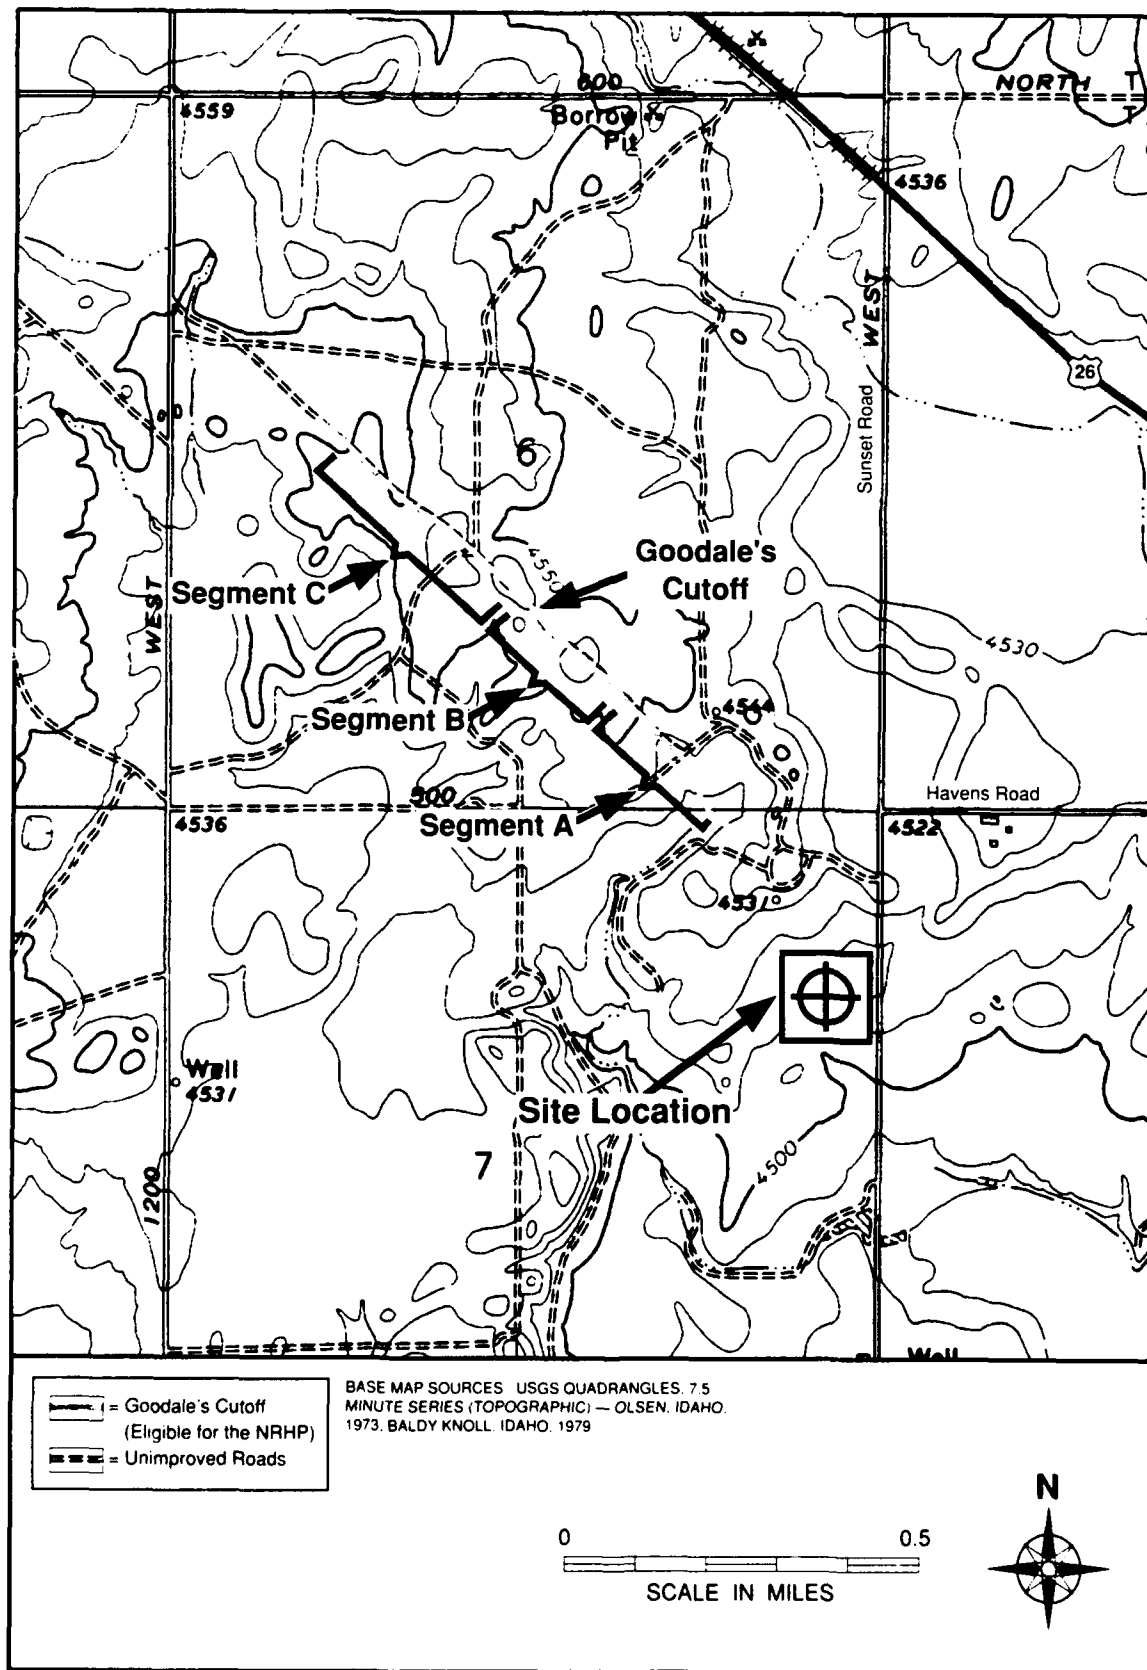 600
NORTH T
T
4559
Borrow
Pit
4536
WEST
26
Sunset Road
6
4550
Goodale's
Cutoff
Segment C
WEST
4530
Segment B
4544
500
Havens Road
4536
Segment A
4522
4531
Well
4531
Site Location
7
4500
1200
Well
= Goodale's Cutoff
(Eligible for the NRHP)
= Unimproved Roads
BASE MAP SOURCES USGS QUADRANGLES, 7.5
MINUTE SERIES (TOPOGRAPHIC) — OLSEN, IDAHO.
1973, BALDY KNOLL, IDAHO, 1979
N
0 0.5
SCALE IN MILES